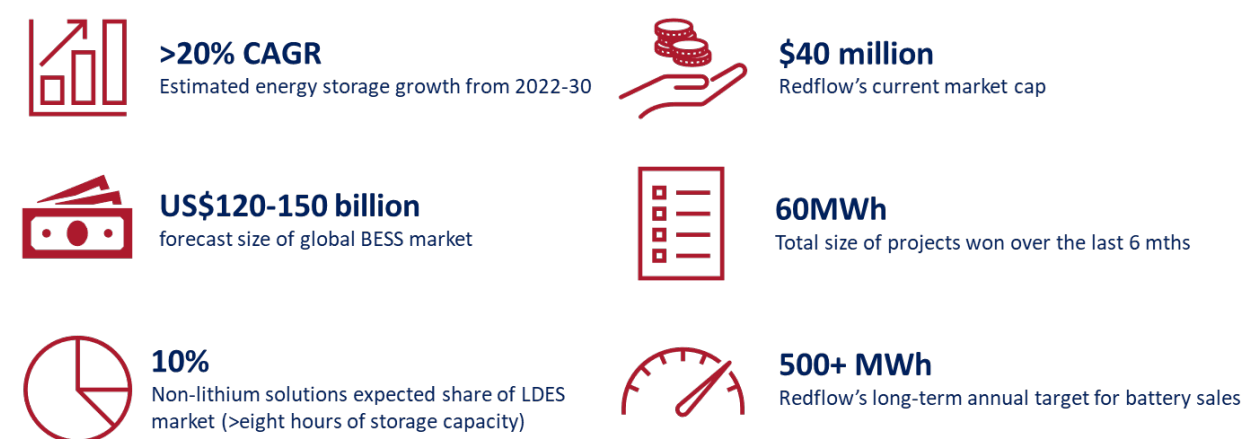 >20% CAGR
Estimated energy storage growth from 2022-30
$40 million
Redflow's current market cap
US$120-150 billion
forecast size of global BESS market
60MWh
Total size of projects won over the last 6 mths
10%
Non-lithium solutions expected share of LDES
market (>eight hours of storage capacity)
500+ MWh
Redflow's long-term annual target for battery sales